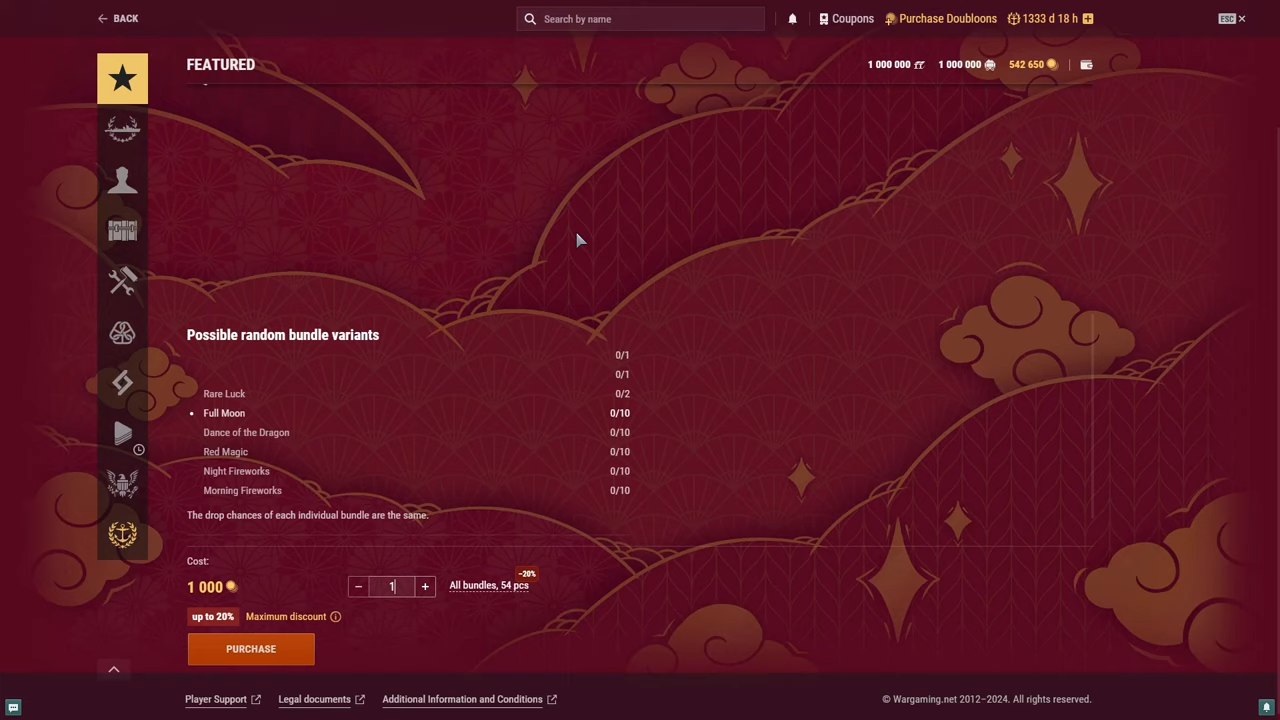 BACK
Search by name
Coupons
Purchase Doubloons
1333 d 18 h
ESC
FEATURED
1 000 000
1 000 000
542 650
Possible random bundle variants
0/1
0/1
Rare Luck 0/2
Full Moon 0/10
Dance of the Dragon 0/10
Red Magic 0/10
Night Fireworks 0/10
Morning Fireworks 0/10
The drop chances of each individual bundle are the same.
Cost:
1 000
− 1 +
All bundles, 54 pcs
−20%
up to 20% Maximum discount
PURCHASE
Player Support
Legal documents
Additional Information and Conditions
© Wargaming.net 2012–2024. All rights reserved.